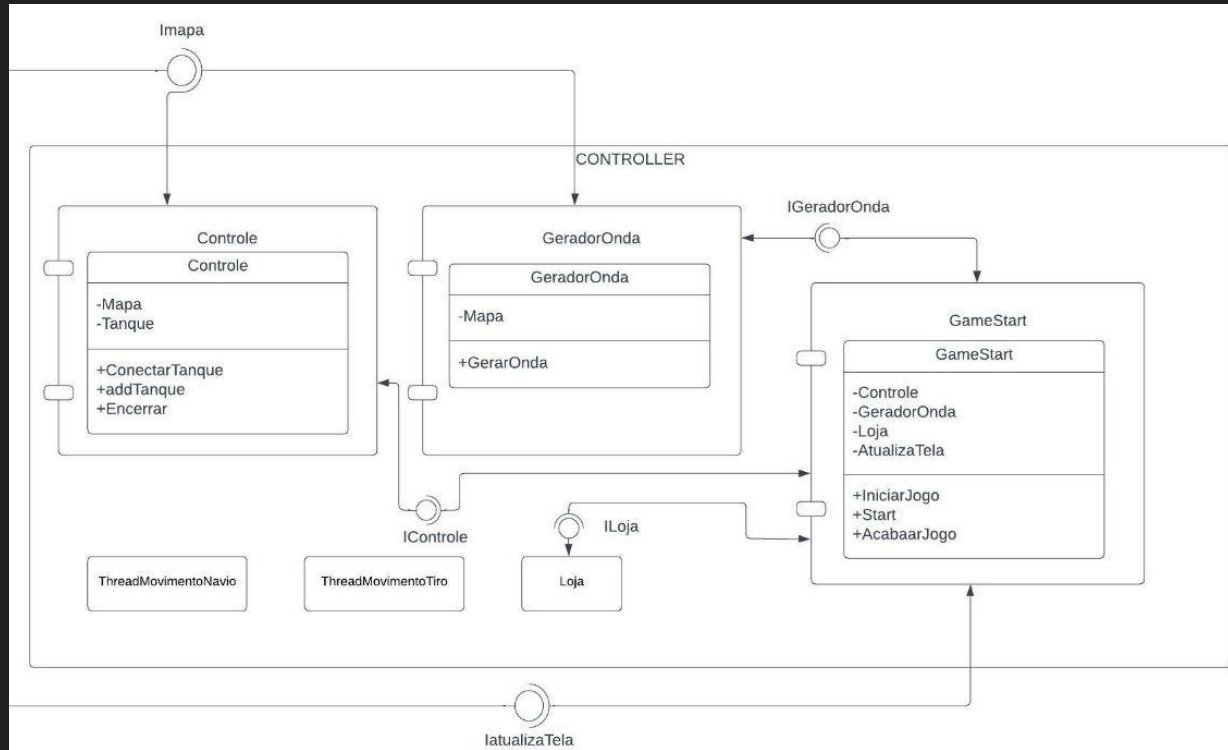 Imapa
CONTROLLER
IGeradorOnda
Controle
Controle
-Mapa
-Tanque
+ConectarTanque
+addTanque
+Encerrar
GeradorOnda
GeradorOnda
-Mapa
+GerarOnda
GameStart
GameStart
-Controle
-GeradorOnda
-Loja
-AtualizaTela
+IniciarJogo
+Start
+AcabaarJogo
IControle
ILoja
ThreadMovimentoNavio
ThreadMovimentoTiro
Loja
IatualizaTela